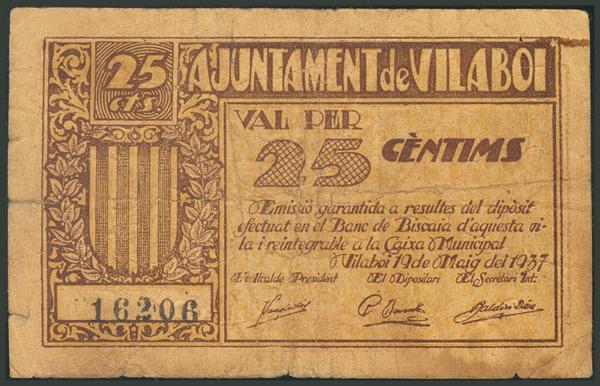 25
cts
AJUNTAMENT de VILABOI
VAL PER
25 CÈNTIMS
Emissió garantida a resultes del dipòsit
efectuat en el Banc de Biscaia d'aquesta vi-
la i reintegrable a la Caixa Municipal
Vilaboi 19 de Maig del 1937
L'Alcalde President El Dipositari El Secretari Int.
16206